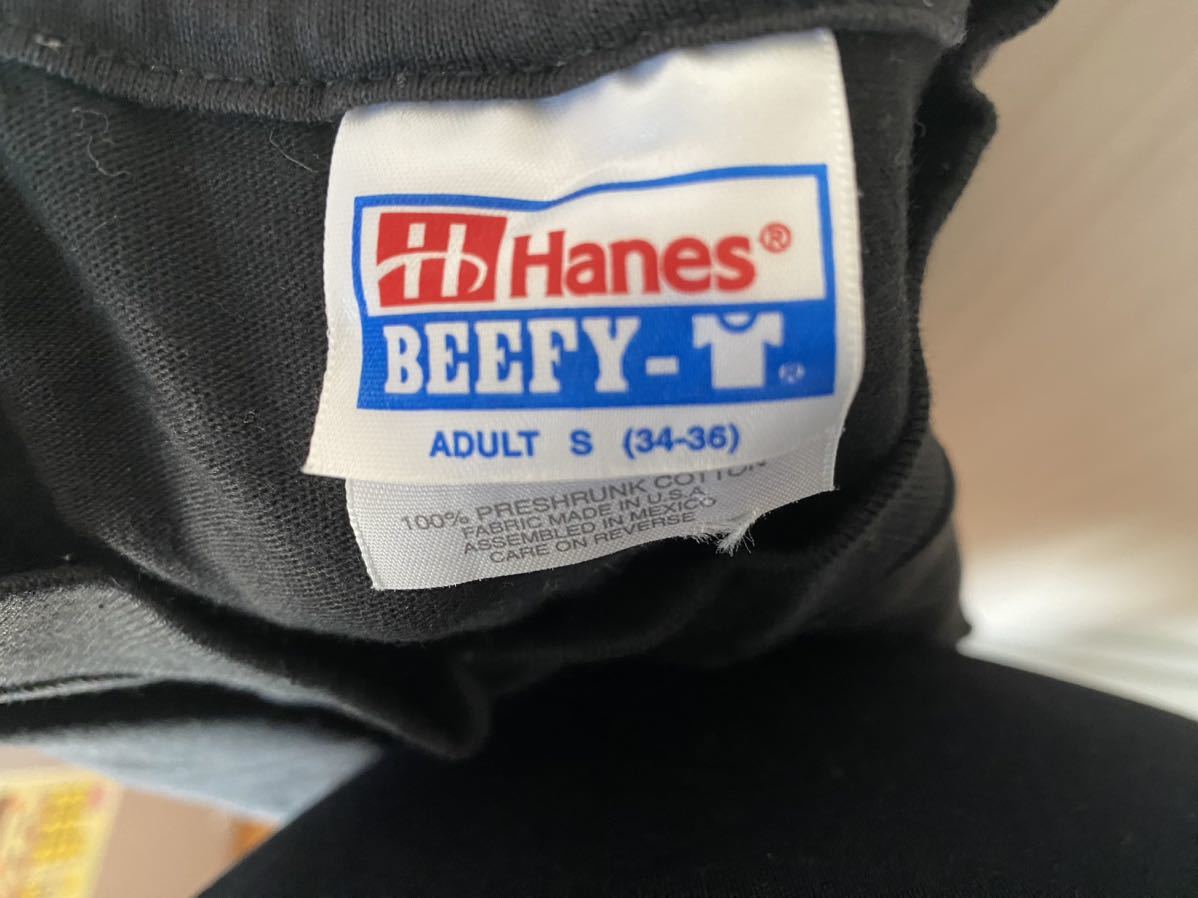 Hanes®
BEEFY-
ADULT S (34-36)
100% PRESHRUNK COTTON
FABRIC MADE IN U.S.A.
ASSEMBLED IN MEXICO
CARE ON REVERSE